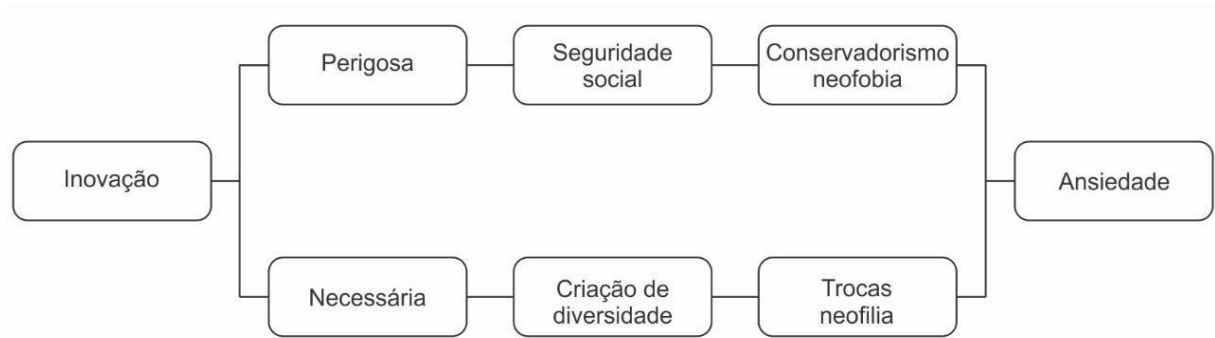 Inovação
Perigosa
Seguridade
social
Conservadorismo
neofobia
Necessária
Criação de
diversidade
Trocas
neofilia
Ansiedade